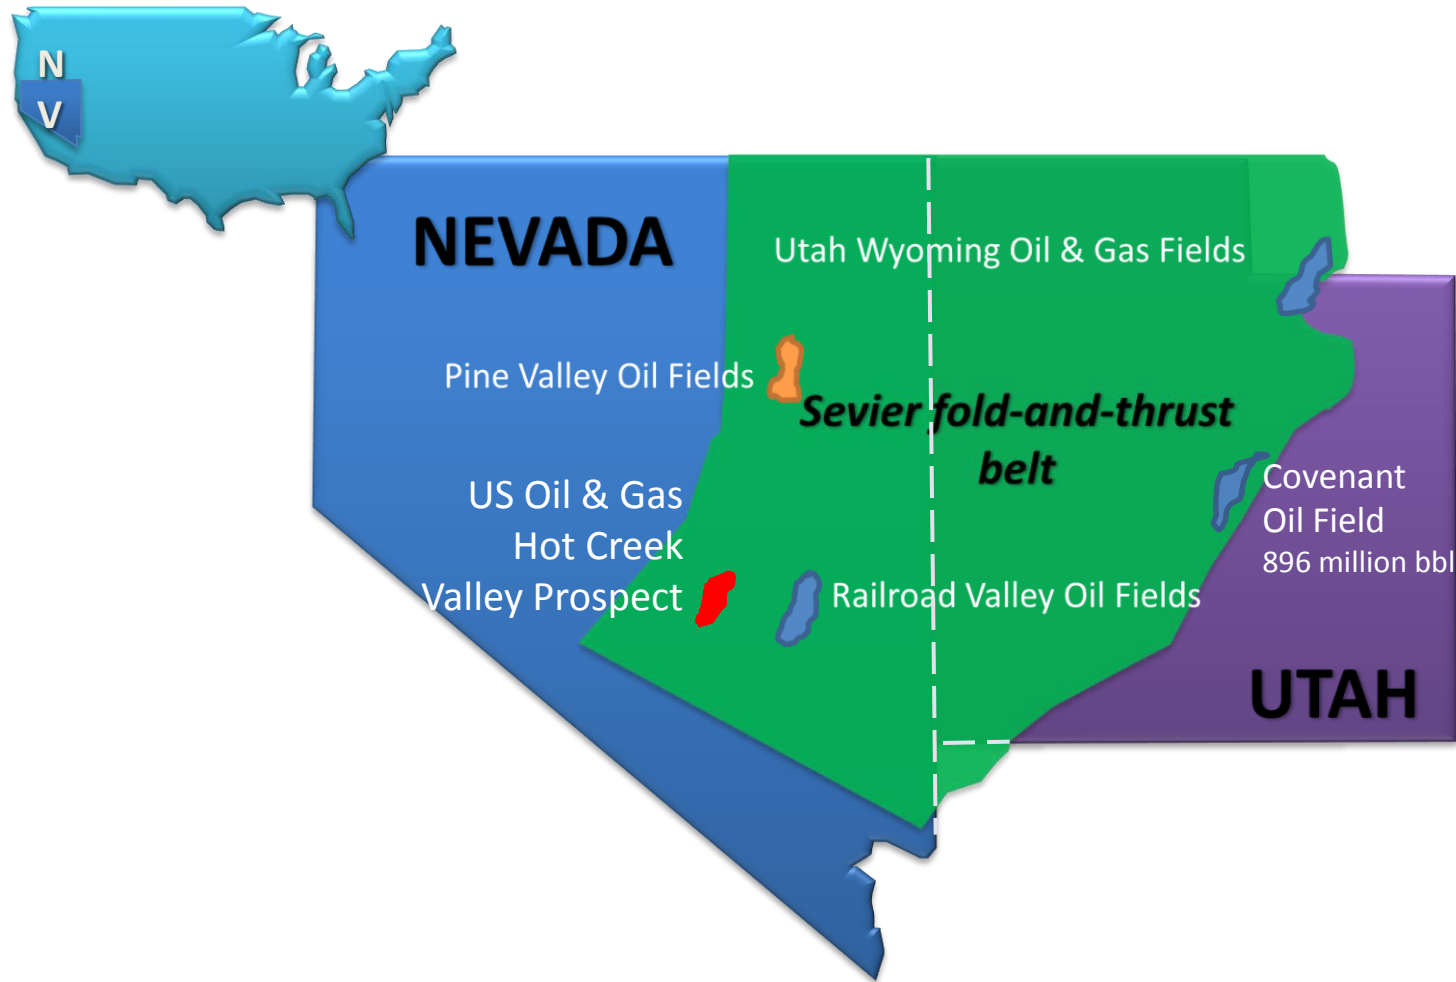 N
V
NEVADA
Utah Wyoming Oil & Gas Fields
Pine Valley Oil Fields
Sevier fold-and-thrust
belt
US Oil & Gas
Hot Creek
Valley Prospect
Covenant
Oil Field
896 million bbl
Railroad Valley Oil Fields
UTAH